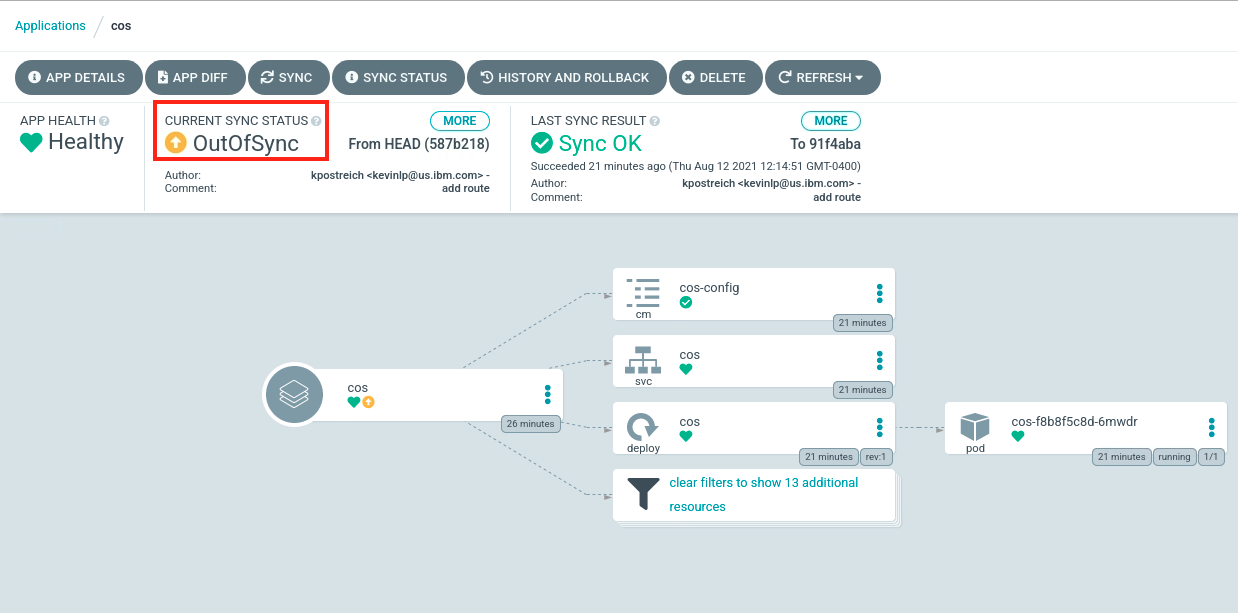 Applications / cos
APP DETAILS APP DIFF SYNC SYNC STATUS HISTORY AND ROLLBACK DELETE REFRESH
APP HEALTH
Healthy
CURRENT SYNC STATUS MORE
OutOfSync From HEAD (587b218)
Author: kpostreich <kevinlp@us.ibm.com> -
Comment: add route
LAST SYNC RESULT MORE
Sync OK To 91f4aba
Succeeded 21 minutes ago (Thu Aug 12 2021 12:14:51 GMT-0400)
Author: kpostreich <kevinlp@us.ibm.com> -
Comment: add route
cos
26 minutes
cos-config
cm
21 minutes
cos
svc
21 minutes
cos
deploy
21 minutes rev:1
clear filters to show 13 additional
resources
cos-f8b8f5c8d-6mwdr
pod
21 minutes running 1/1